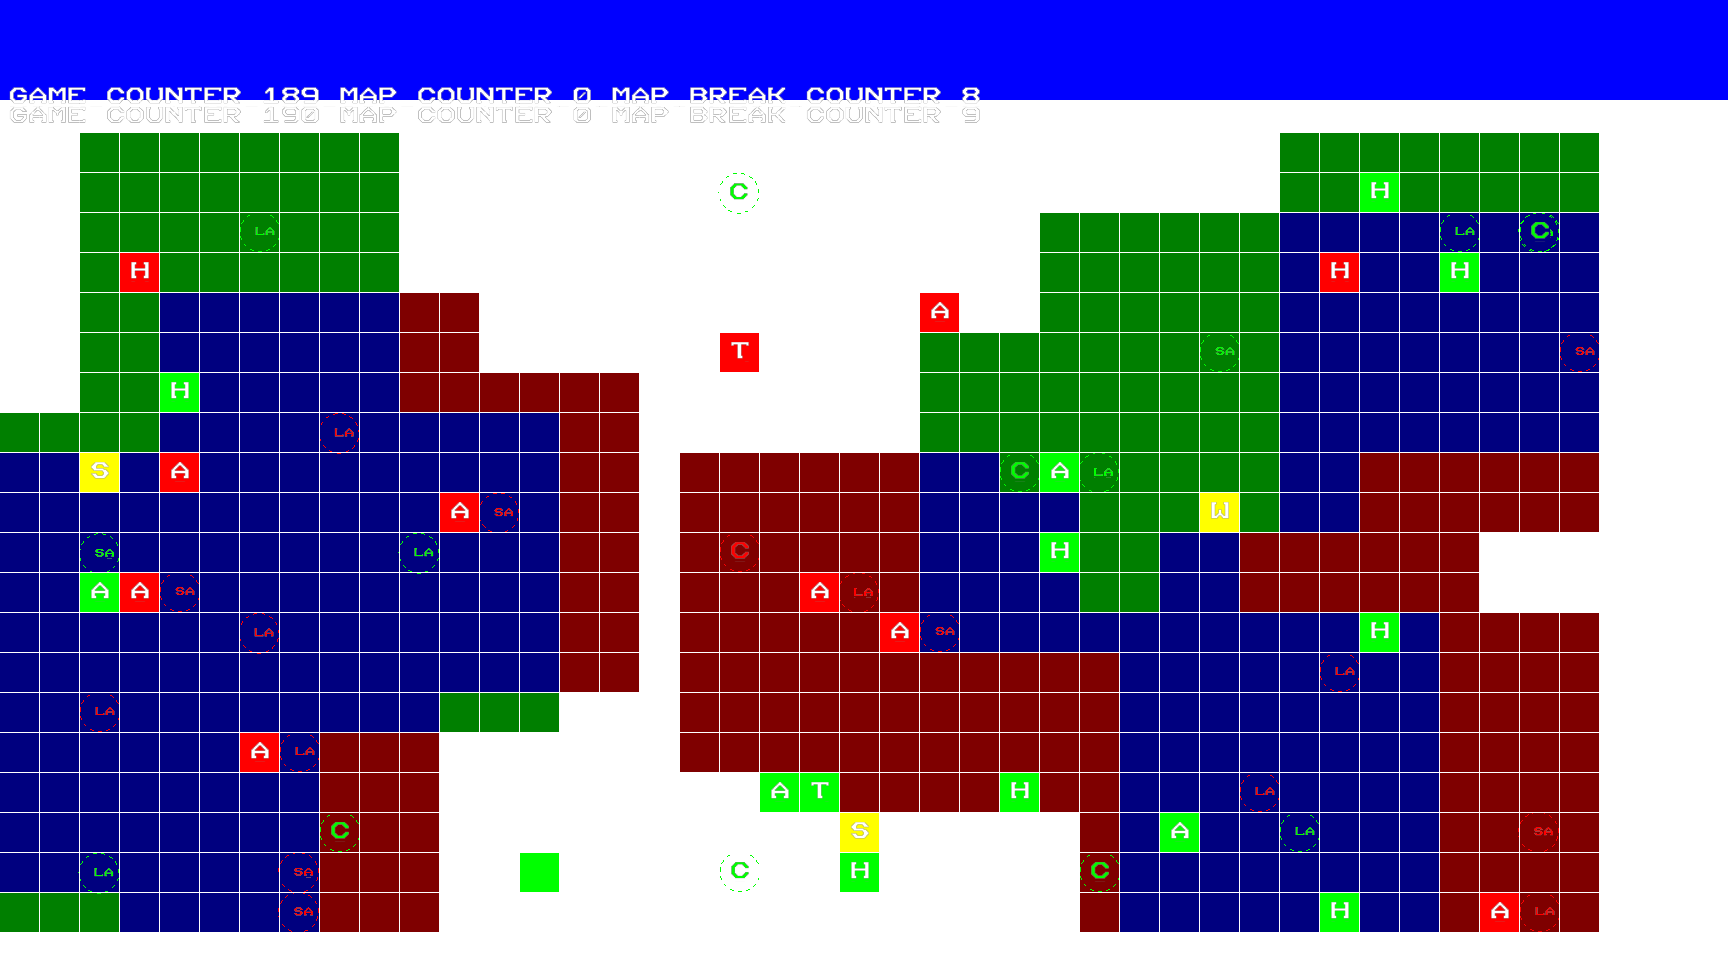 GAME COUNTER 189 MAP COUNTER 0 MAP BREAK COUNTER 8
GAME COUNTER 190 MAP COUNTER 0 MAP BREAK COUNTER 9
C H
LA LA C
H H H
A
T SA SA
H
LA
S A C A LA
A SA W
SA LA C H
A A SA A LA
LA A SA H
LA
LA
A LA
A T H LA
C S A LA SA
LA SA C H C
SA H A LA